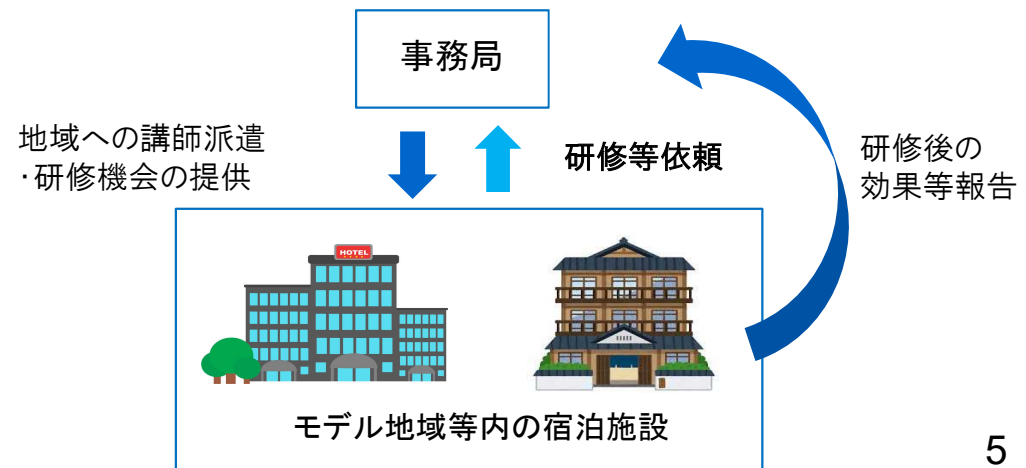 事務局
地域への講師派遣
・研修機会の提供
研修等依頼
研修後の
効果等報告
HOTEL
モデル地域等内の宿泊施設
5